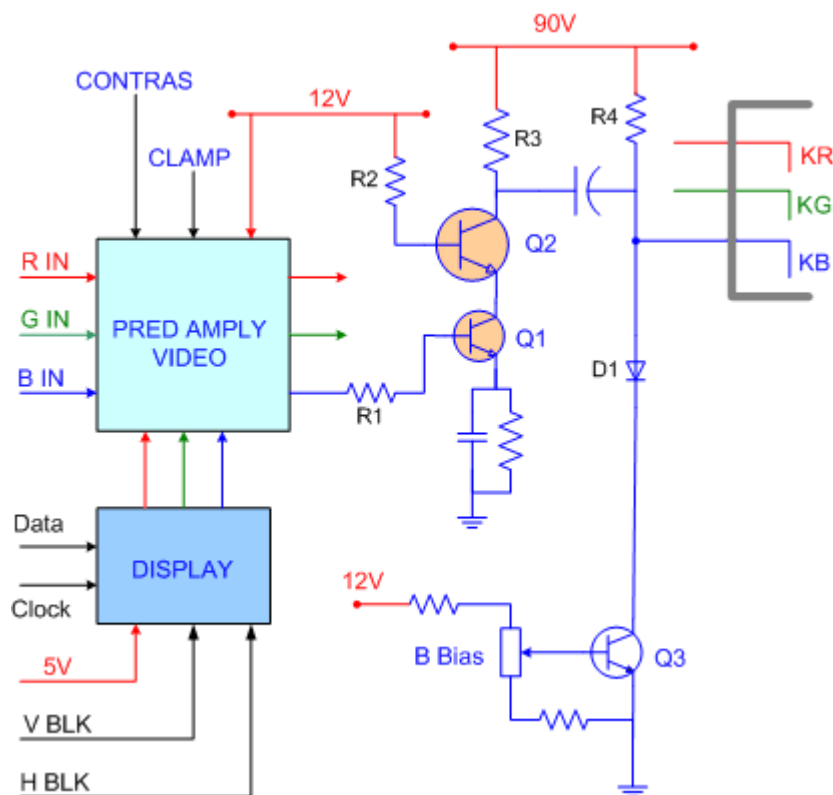 90V
CONTRAS
12V
CLAMP
R2
R3
R4
KR
KG
KB
Q2
R IN
G IN
B IN
PRED AMPLY
VIDEO
Q1
R1
D1
Data
Clock
DISPLAY
12V
B Bias
Q3
5V
V BLK
H BLK